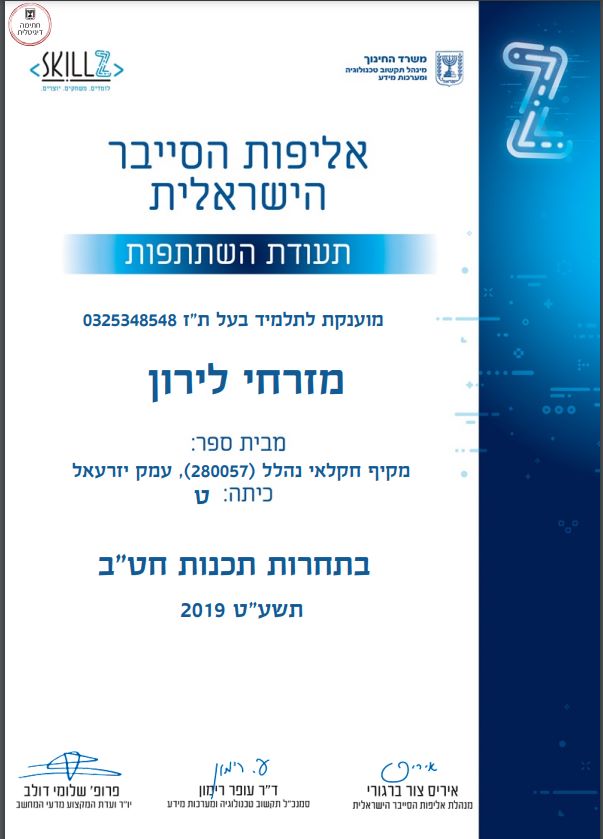 חתימה
דיגיטלית
<SKILLZ>
לומדים. משחקים. יוצרים.
משרד החינוך
מינהל תקשוב טכנולוגיה
ומערכות מידע
אליפות הסייבר
הישראלית
תעודת השתתפות
מוענקת לתלמיד בעל ת"ז 0325348548
מזרחי לירון
מבית ספר:
מקיף חקלאי נהלל (280057), עמק יזרעאל
כיתה: ט
בתחרות תכנות חט"ב
תשע"ט 2019
איריס
ע. רימון
איריס צור ברגורי
מנהלת אליפות הסייבר הישראלית
ד"ר עופר רימון
סמנכ"ל תקשוב טכנולוגיה ומערכות מידע
פרופ' שלומי דולב
יו"ר ועדת המקצוע מדעי המחשב